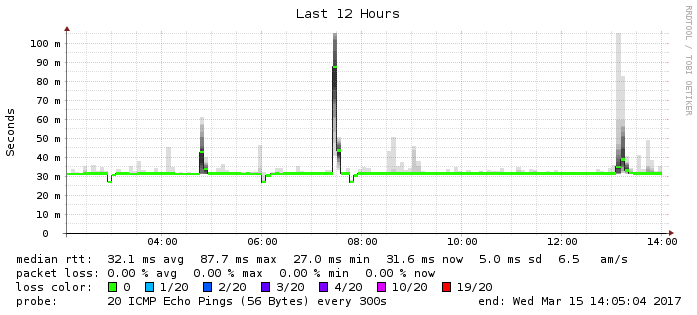 Last 12 Hours
RRDTOOL / TOBI OETIKER
Seconds
100 m
90 m
80 m
70 m
60 m
50 m
40 m
30 m
20 m
10 m
0
04:00 06:00 08:00 10:00 12:00 14:00
median rtt: 32.1 ms avg 87.7 ms max 27.0 ms min 31.6 ms now 5.0 ms sd 6.5 am/s
packet loss: 0.00 % avg 0.00 % max 0.00 % min 0.00 % now
loss color: 0 1/20 2/20 3/20 4/20 10/20 19/20
probe: 20 ICMP Echo Pings (56 Bytes) every 300s end: Wed Mar 15 14:05:04 2017